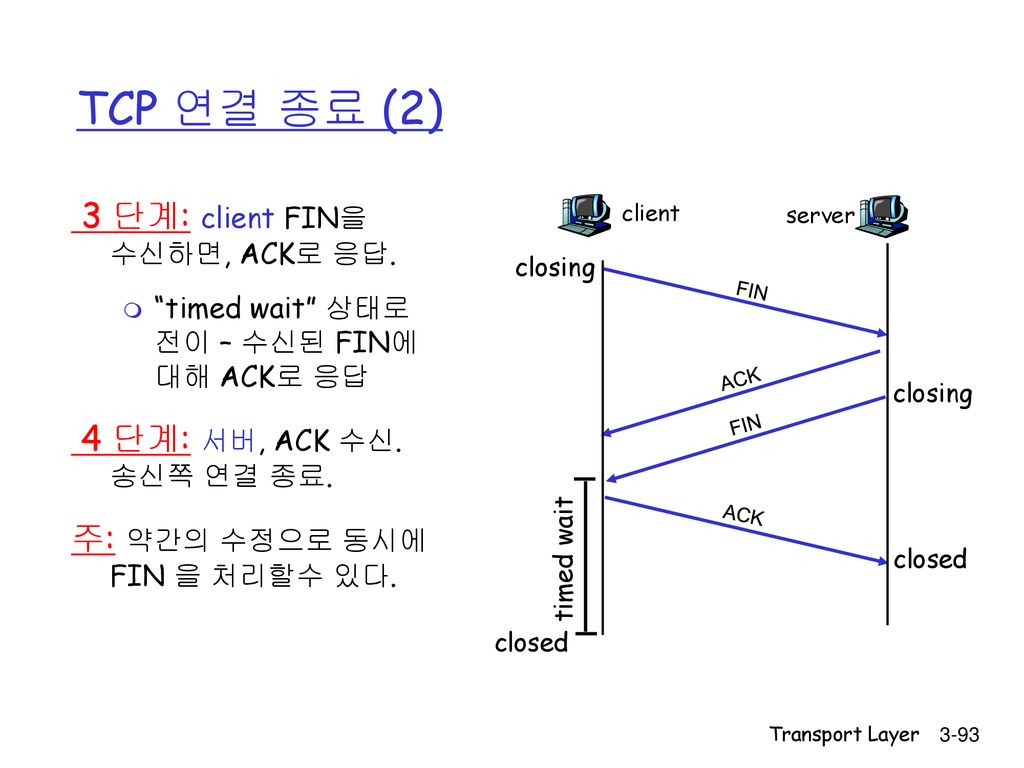 TCP 연결 종료 (2)
3 단계: client FIN을
수신하면, ACK로 응답.
“timed wait” 상태로
전이 – 수신된 FIN에
대해 ACK로 응답
4 단계: 서버, ACK 수신.
송신쪽 연결 종료.
주: 약간의 수정으로 동시에
FIN 을 처리할수 있다.
client
server
closing
FIN
ACK
closing
FIN
timed wait
ACK
closed
closed
Transport Layer 3-93